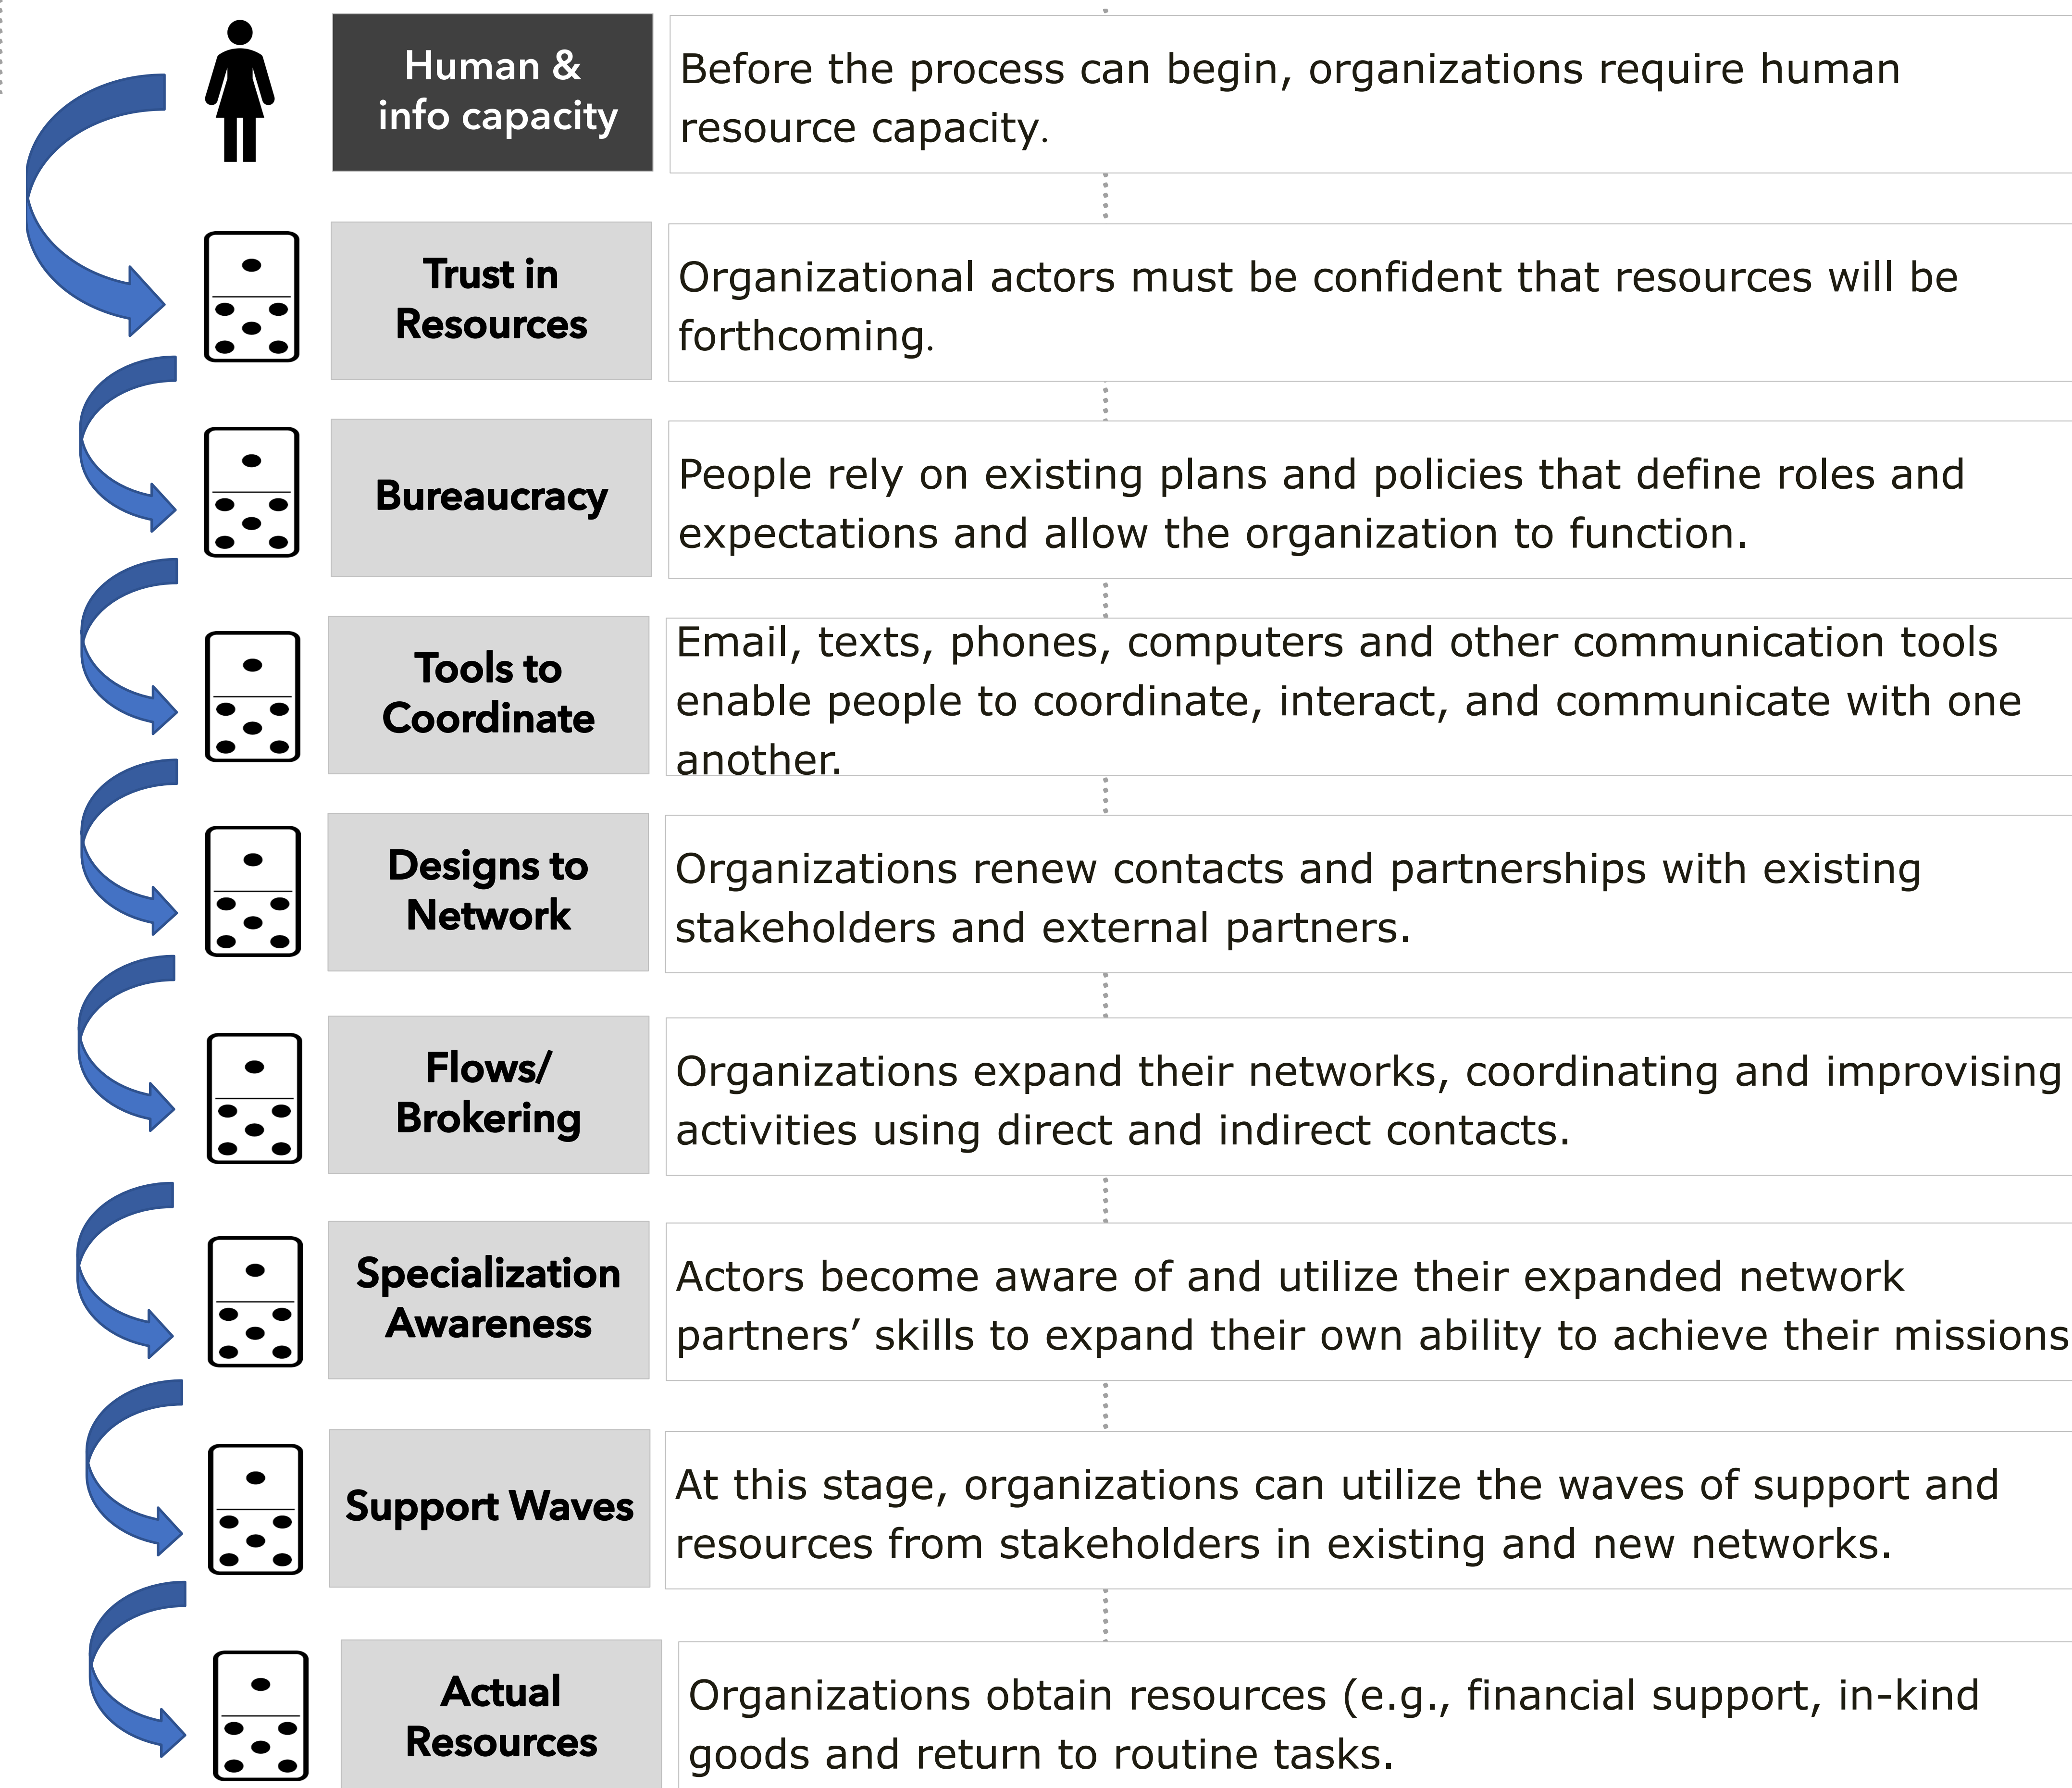 Human &
info capacity
Before the process can begin, organizations require human
resource capacity.
Trust in
Resources
Organizational actors must be confident that resources will be
forthcoming.
Bureaucracy
People rely on existing plans and policies that define roles and
expectations and allow the organization to function.
Tools to
Coordinate
Email, texts, phones, computers and other communication tools
enable people to coordinate, interact, and communicate with one
another.
Designs to
Network
Organizations renew contacts and partnerships with existing
stakeholders and external partners.
Flows/
Brokering
Organizations expand their networks, coordinating and improvising
activities using direct and indirect contacts.
Specialization
Awareness
Actors become aware of and utilize their expanded network
partners’ skills to expand their own ability to achieve their missions
Support Waves
At this stage, organizations can utilize the waves of support and
resources from stakeholders in existing and new networks.
Actual
Resources
Organizations obtain resources (e.g., financial support, in-kind
goods and return to routine tasks.